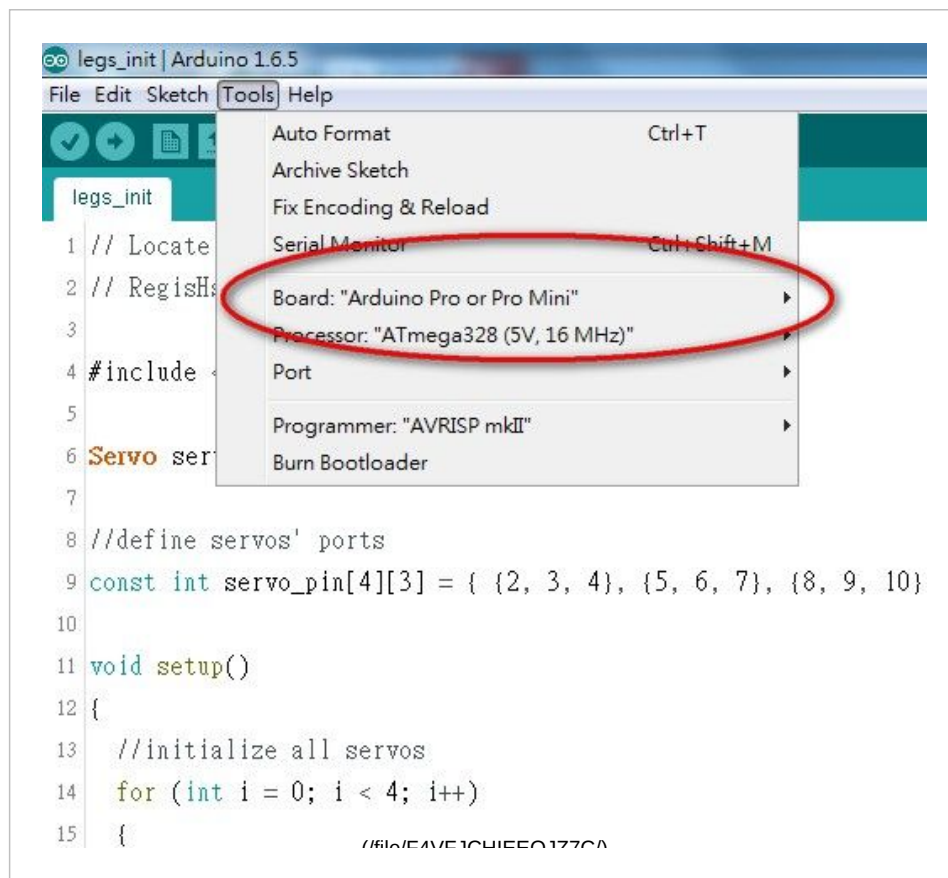 legs_init | Arduino 1.6.5
File Edit Sketch Tools Help
Auto Format Ctrl+T
Archive Sketch
Fix Encoding & Reload
Serial Monitor Ctrl+Shift+M
Board: "Arduino Pro or Pro Mini"
Processor: "ATmega328 (5V, 16 MHz)"
Port
Programmer: "AVRISP mkII"
Burn Bootloader
legs_init
1 // Locate
2 // RegisHs
3
4 #include
5
6 Servo ser
7
8 //define servos' ports
9 const int servo_pin[4][3] = { {2, 3, 4}, {5, 6, 7}, {8, 9, 10}
10
11 void setup()
12 {
13 //initialize all servos
14 for (int i = 0; i < 4; i++)
15 {